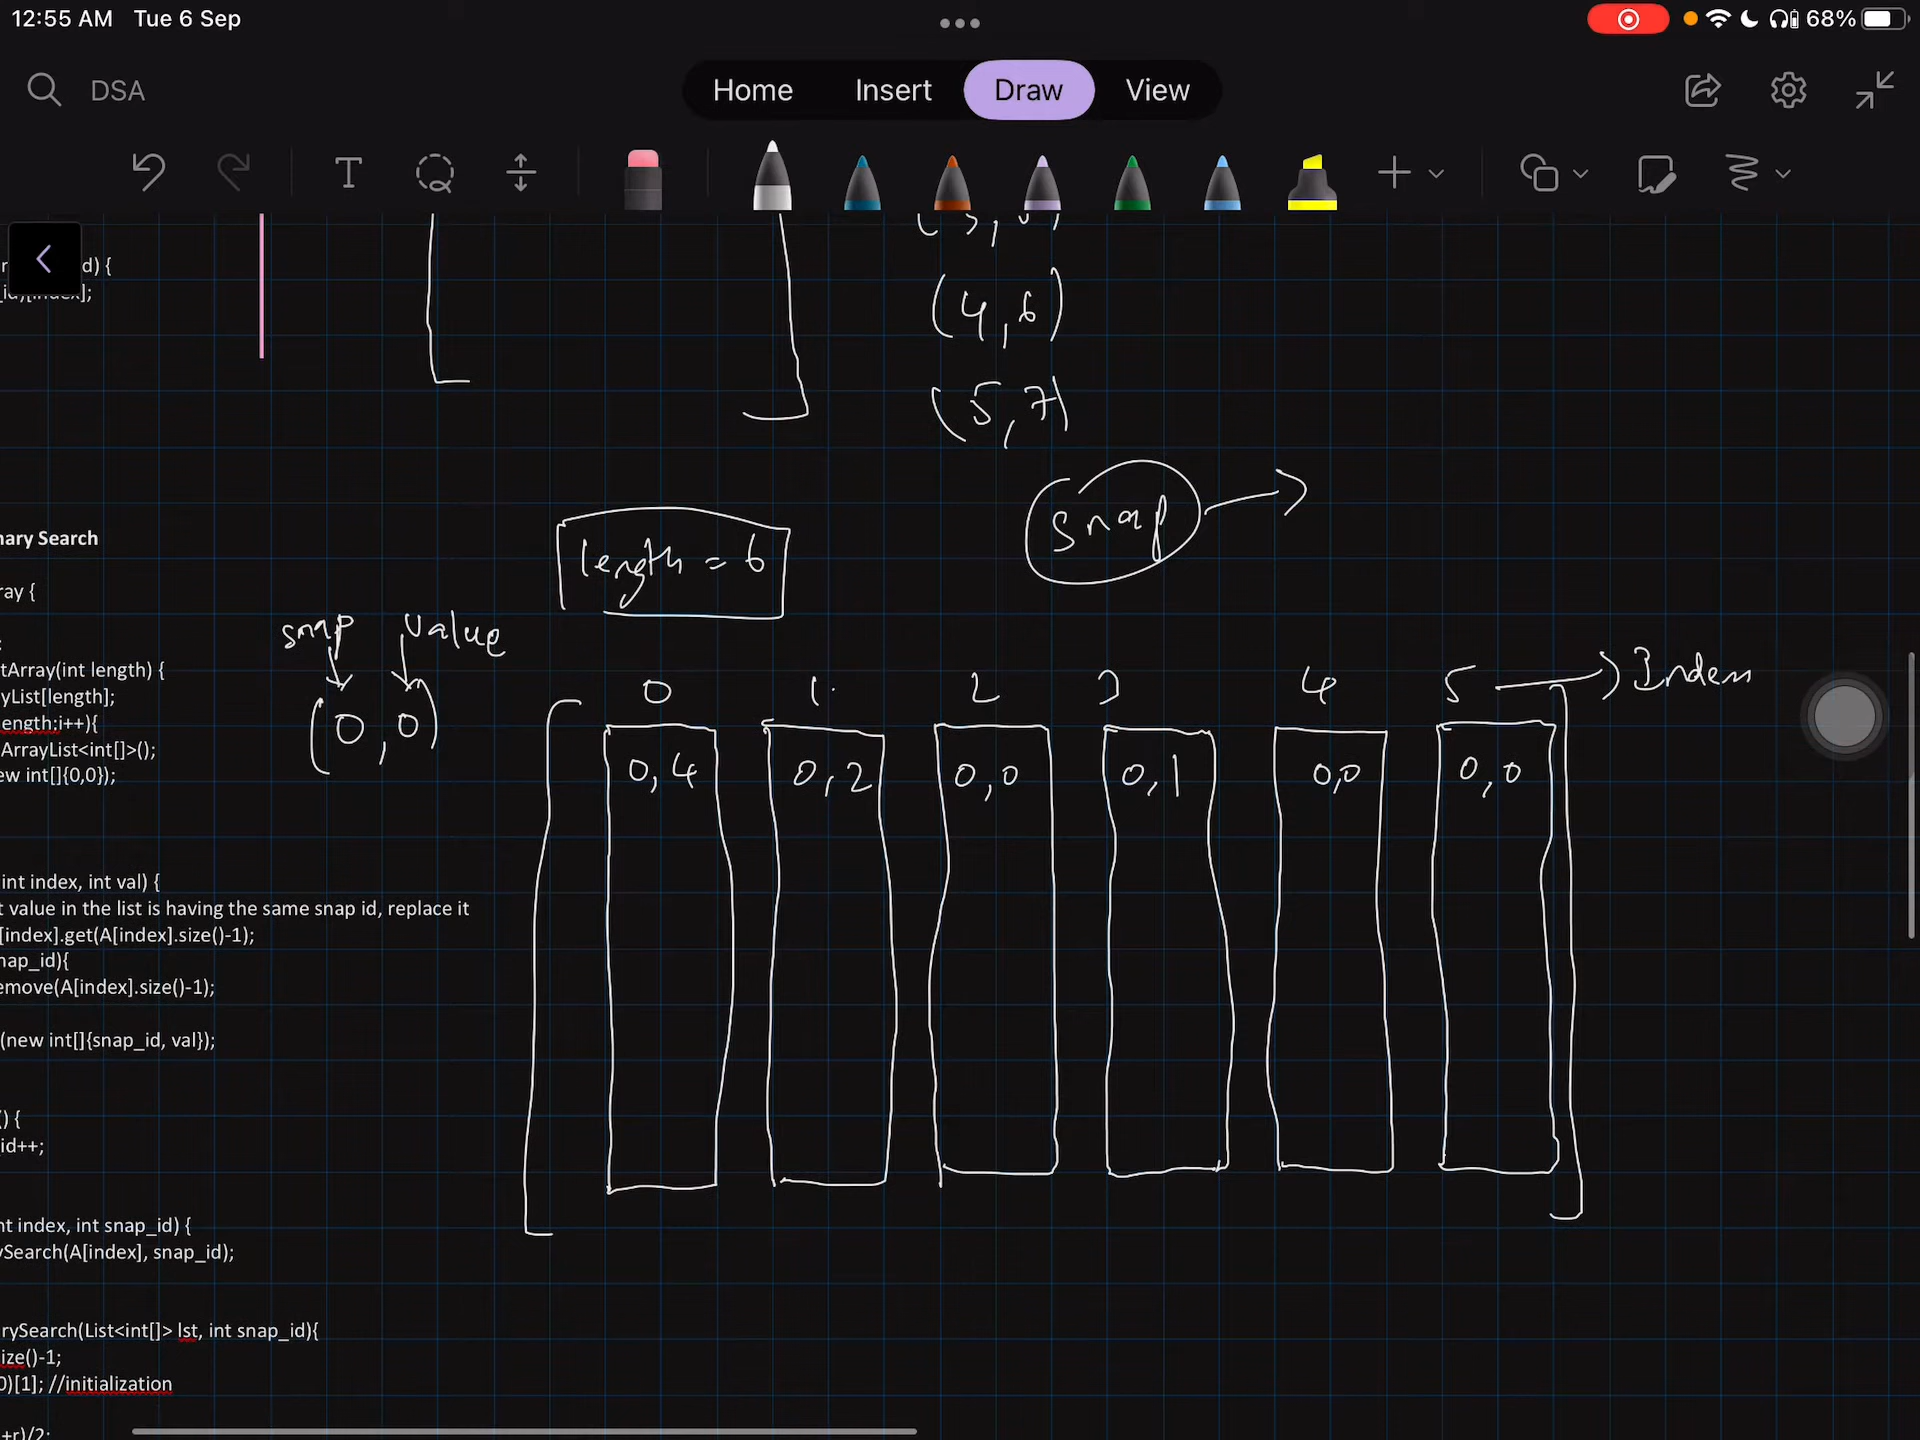 12:55 AM Tue 6 Sep
68%
DSA
Home Insert Draw View
d) {
(4,6)
(5,7)
snap
length = 6
nary Search
ray {
snap value
(0,0)
0 1 2 3 4 5 Index
0,4 0,2 0,0 0,1 0,0 0,0
tArray(int length) {
yList[length];
ength;i++){
ArrayList<int[]>();
ew int[]{0,0});
int index, int val) {
t value in the list is having the same snap id, replace it
[index].get(A[index].size()-1);
nap_id){
emove(A[index].size()-1);
(new int[]{snap_id, val});
() {
id++;
nt index, int snap_id) {
ySearch(A[index], snap_id);
rySearch(List<int[]> lst, int snap_id){
ize()-1;
0)[1]; //initialization
+r)/2;